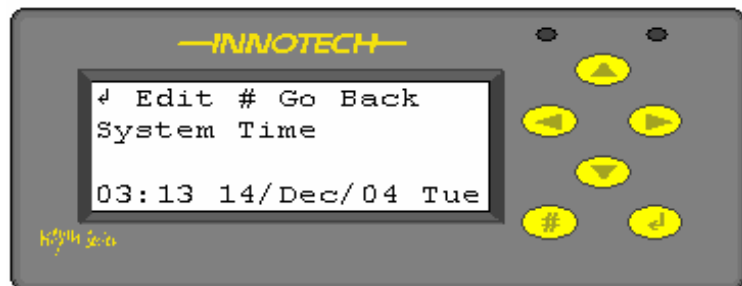 INNOTECH
↲ Edit # Go Back
System Time
03:13 14/Dec/04 Tue
# ↲